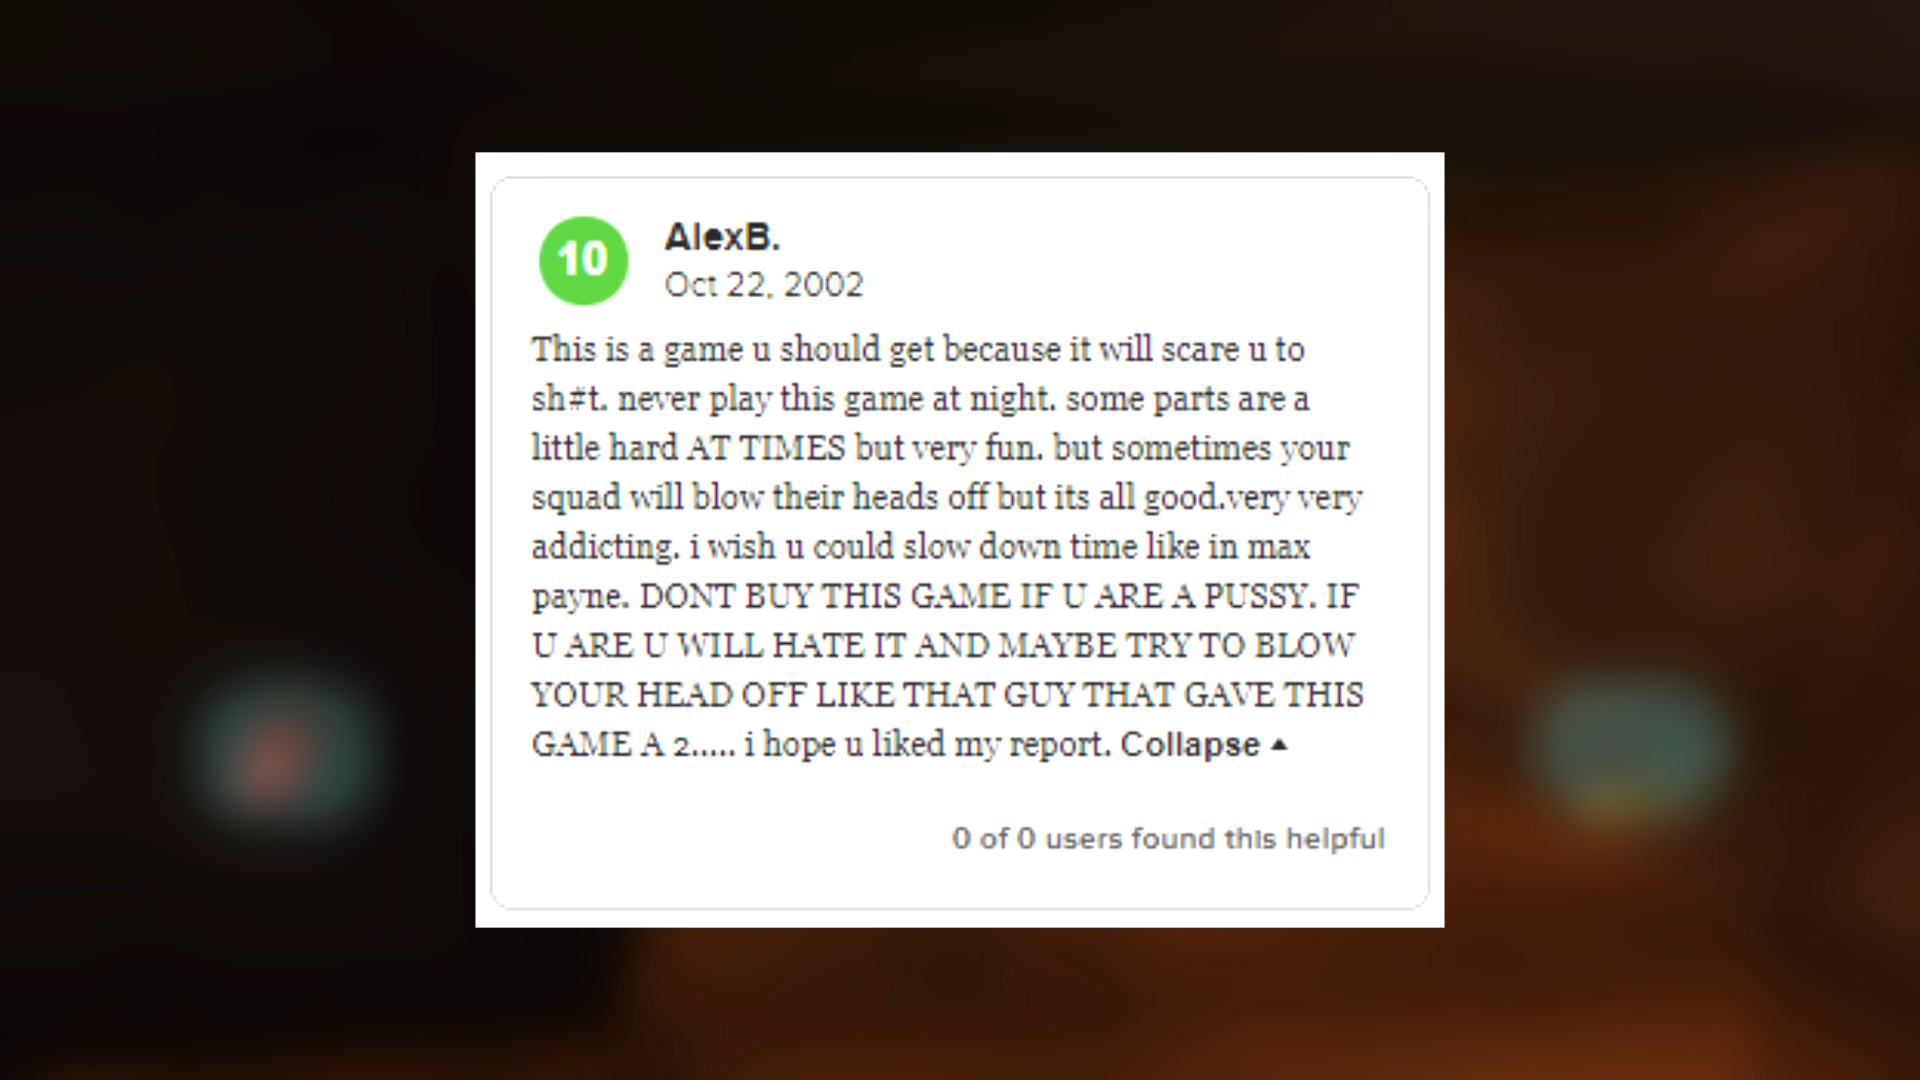 10
AlexB.
Oct 22, 2002
This is a game u should get because it will scare u to
sh#t. never play this game at night. some parts are a
little hard AT TIMES but very fun. but sometimes your
squad will blow their heads off but its all good.very very
addicting. i wish u could slow down time like in max
payne. DONT BUY THIS GAME IF U ARE A PUSSY. IF
U ARE U WILL HATE IT AND MAYBE TRY TO BLOW
YOUR HEAD OFF LIKE THAT GUY THAT GAVE THIS
GAME A 2..... i hope u liked my report. Collapse ▲
0 of 0 users found this helpful